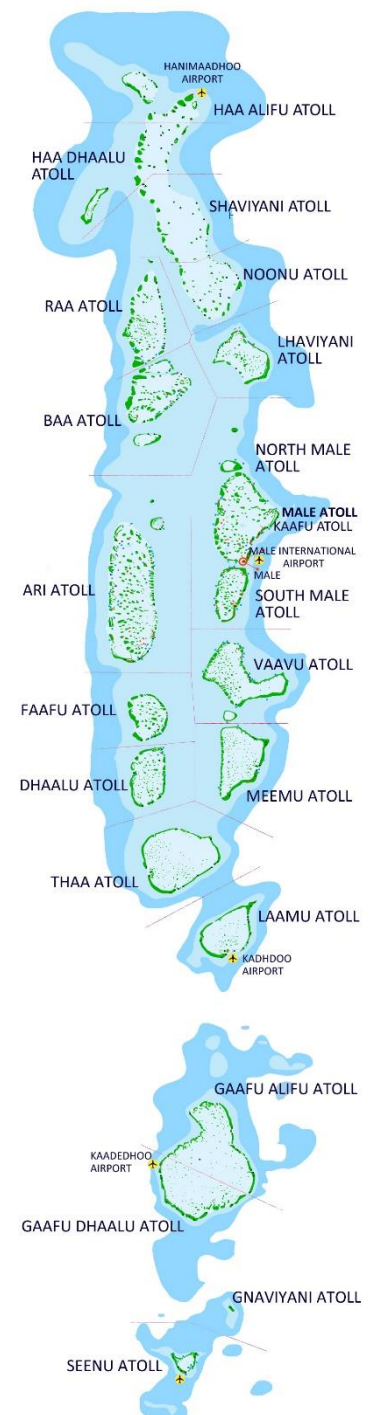 HANIMAADHOO
AIRPORT
HAA ALIFU ATOLL
HAA DHAALU
ATOLL
SHAVIYANI ATOLL
NOONU ATOLL
RAA ATOLL
LHAVIYANI
ATOLL
BAA ATOLL
NORTH MALE
ATOLL
MALE ATOLL
KAAFU ATOLL
MALE INTERNATIONAL
AIRPORT
MALE
ARI ATOLL
SOUTH MALE
ATOLL
VAAVU ATOLL
FAAFU ATOLL
DHAALU ATOLL
MEEMU ATOLL
THAA ATOLL
LAAMU ATOLL
KADHDOO
AIRPORT
GAAFU ALIFU ATOLL
KAADEDHOO
AIRPORT
GAAFU DHAALU ATOLL
GNAVIYANI ATOLL
SEENU ATOLL